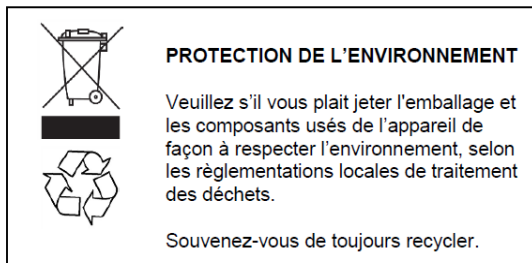 PROTECTION DE L’ENVIRONNEMENT
Veuillez s’il vous plait jeter l'emballage et
les composants usés de l’appareil de
façon à respecter l’environnement, selon
les règlementations locales de traitement
des déchets.
Souvenez-vous de toujours recycler.